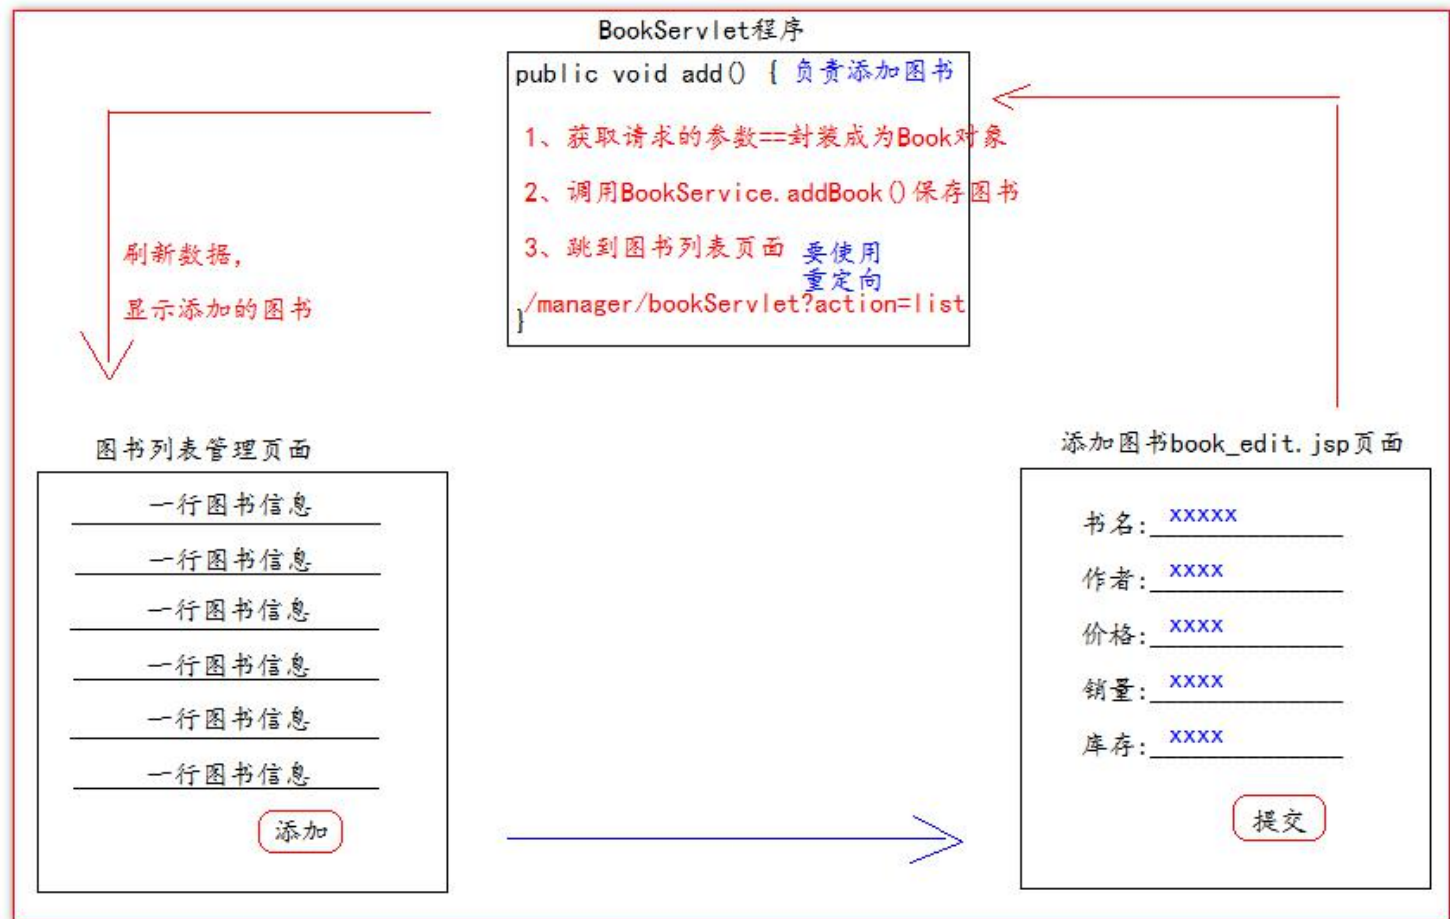 BookServlet程序
public void add() { 负责添加图书
1、获取请求的参数==封装成为Book对象
2、调用BookService.addBook()保存图书
3、跳到图书列表页面 要使用
重定向
/manager/bookServlet?action=list
}
刷新数据,
显示添加的图书
图书列表管理页面
一行图书信息
一行图书信息
一行图书信息
一行图书信息
一行图书信息
一行图书信息
添加
添加图书book_edit.jsp页面
书名: xxxxx
作者: xxxx
价格: xxxx
销量: xxxx
库存: xxxx
提交